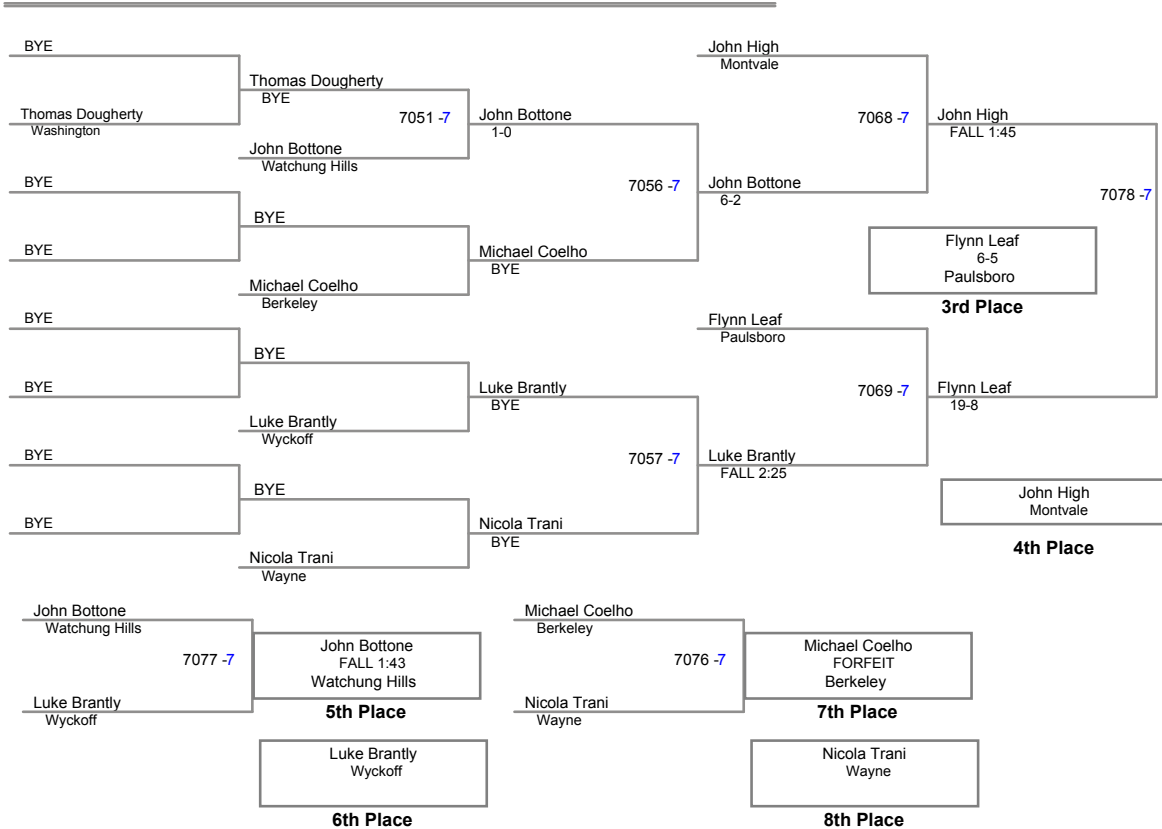 BYE
Thomas Dougherty
Washington
BYE
BYE
BYE
BYE
BYE
BYE
Thomas Dougherty
BYE
John Bottone
Watchung Hills
BYE
Michael Coelho
Berkeley
BYE
Luke Brantly
Wyckoff
BYE
Nicola Trani
Wayne
7051 -7
John Bottone
1-0
Michael Coelho
BYE
Luke Brantly
BYE
Nicola Trani
BYE
7056 -7
7057 -7
John High
Montvale
John Bottone
6-2
Flynn Leaf
Paulsboro
Luke Brantly
FALL 2:25
7068 -7
7069 -7
John High
FALL 1:45
Flynn Leaf
19-8
7078 -7
Flynn Leaf
6-5
Paulsboro
3rd Place
John High
Montvale
4th Place
John Bottone
Watchung Hills
7077 -7
Luke Brantly
Wyckoff
John Bottone
FALL 1:43
Watchung Hills
5th Place
Luke Brantly
Wyckoff
6th Place
Michael Coelho
Berkeley
7076 -7
Nicola Trani
Wayne
Michael Coelho
FORFEIT
Berkeley
7th Place
Nicola Trani
Wayne
8th Place